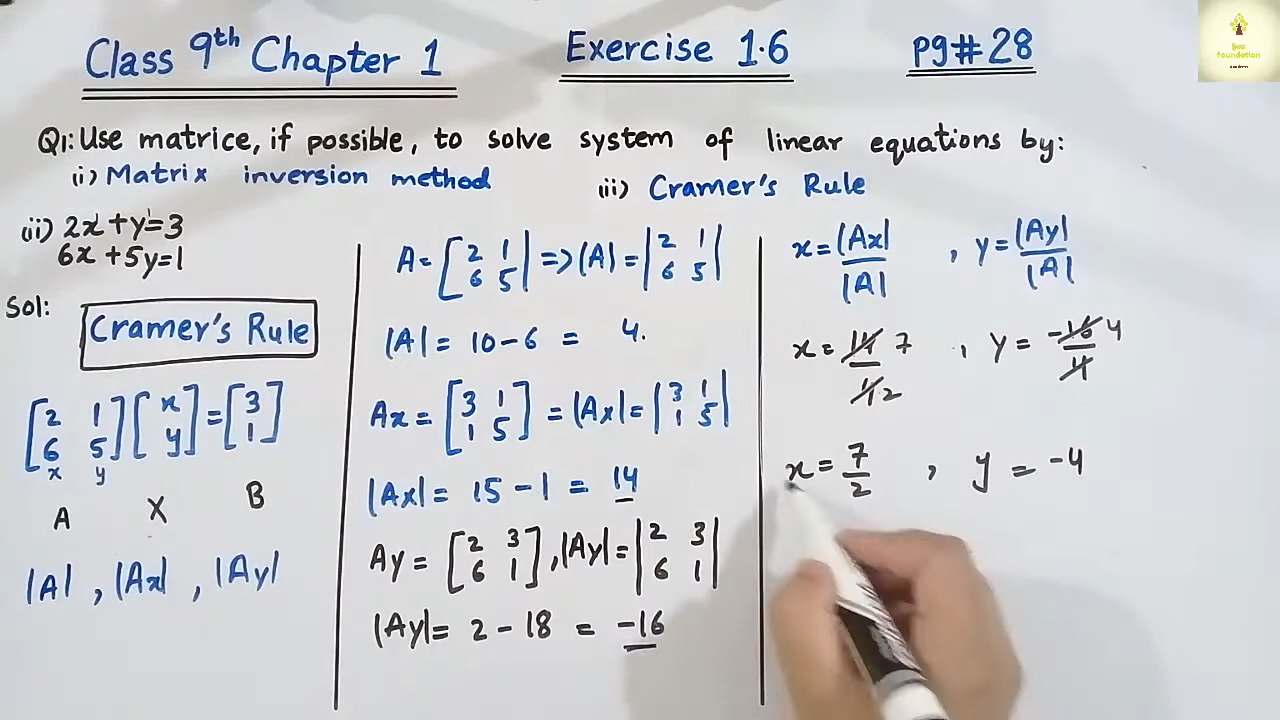 Class 9th Chapter 1 Exercise 1.6 pg#28
foundation
Q1: Use matrice, if possible, to solve system of linear equations by:
(i) Matrix inversion method (ii) Cramer's Rule
(ii) 2x+y=3
6x+5y=1
Sol:
Cramer's Rule
[2 1
6 5] [x
y] = [3
1]
x y
A X B
|A| , |Ax| , |Ay|
A= [2 1
6 5| => |A| = |2 1
6 5|
|A| = 10-6 = 4.
Ax = [3 1
1 5] = |Ax| = |3 1
1 5|
|Ax| = 15 - 1 = 14
Ay = [2 3
6 1] , |Ay| = |2 3
6 1|
|Ay| = 2 - 18 = -16
x = |Ax|
|A| , y = |Ay|
|A|
x = 14 7
4 2 , y = -16 4
4
x = 7
2 , y = -4